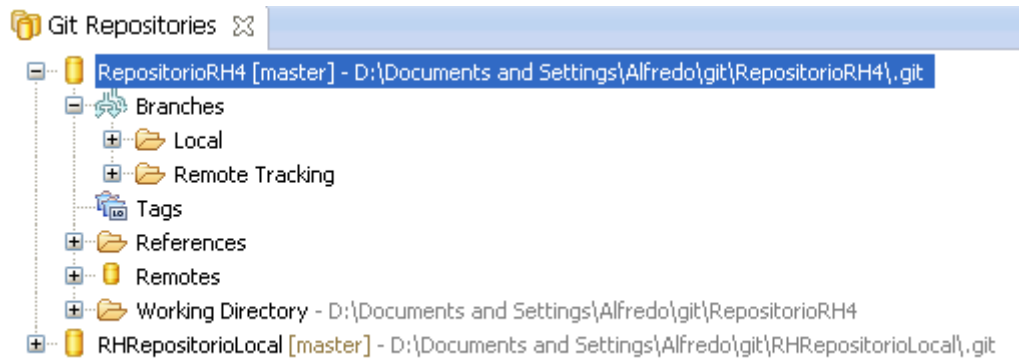 Git Repositories
RepositorioRH4 [master] - D:\Documents and Settings\Alfredo\git\RepositorioRH4\.git
Branches
Local
Remote Tracking
Tags
References
Remotes
Working Directory - D:\Documents and Settings\Alfredo\git\RepositorioRH4
RHRepositorioLocal [master] - D:\Documents and Settings\Alfredo\git\RHRepositorioLocal\.git